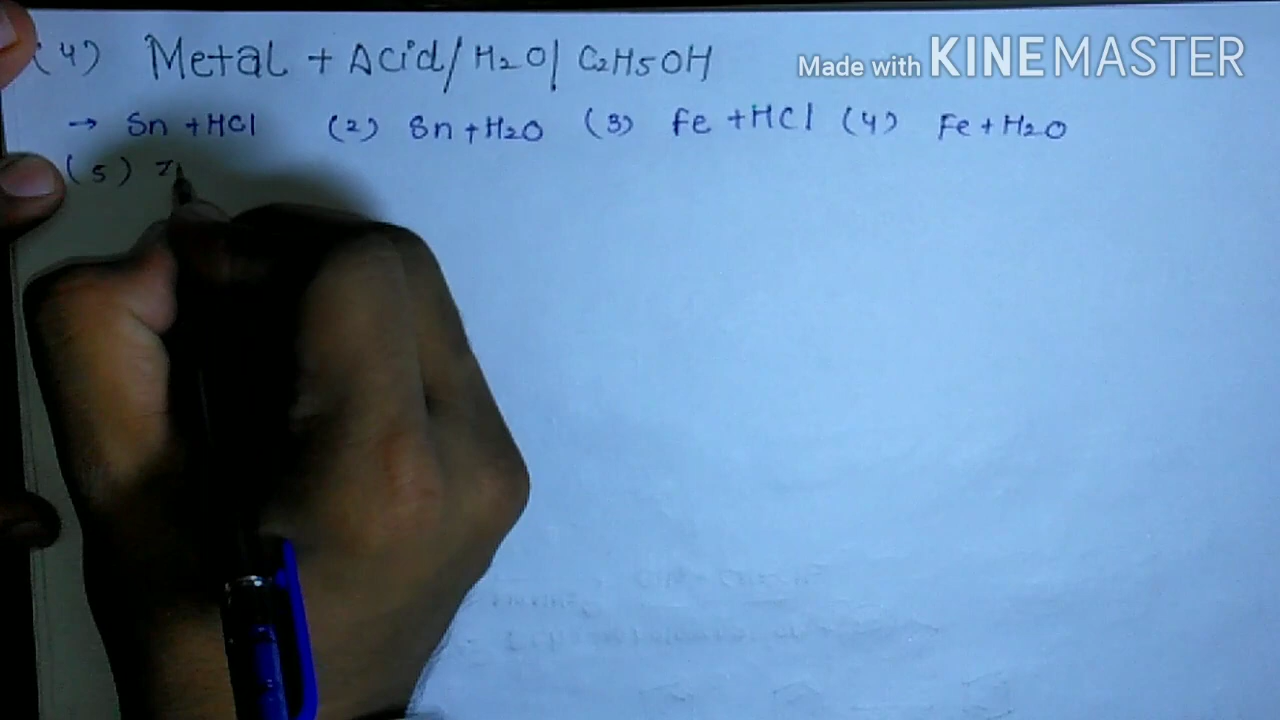 (4) Metal + Acid/H2O/C2H5OH
Made with KINEMASTER
→ Sn + HCl (2) Sn + H2O (3) Fe + HCl (4) Fe + H2O
(5)